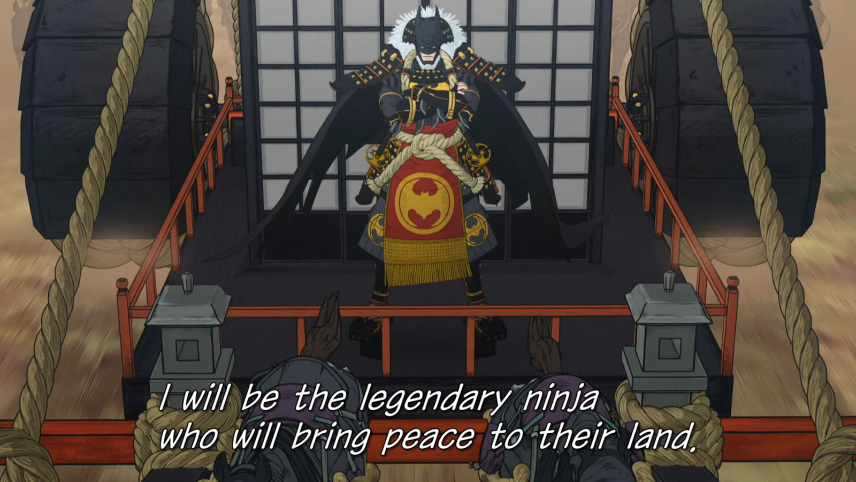 I will be the legendary ninja
who will bring peace to their land.